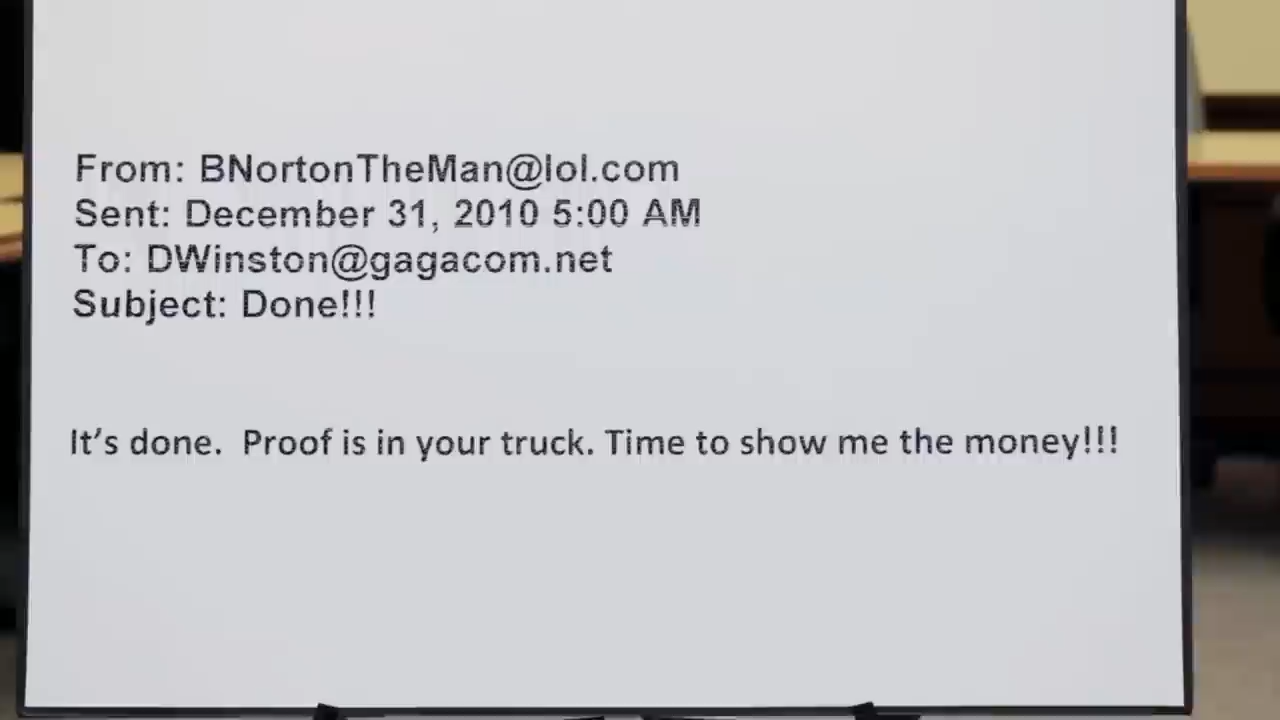 From: BNortonTheMan@lol.com
Sent: December 31, 2010 5:00 AM
To: DWinston@gagacom.net
Subject: Done!!!
It’s done.  Proof is in your truck. Time to show me the money!!!